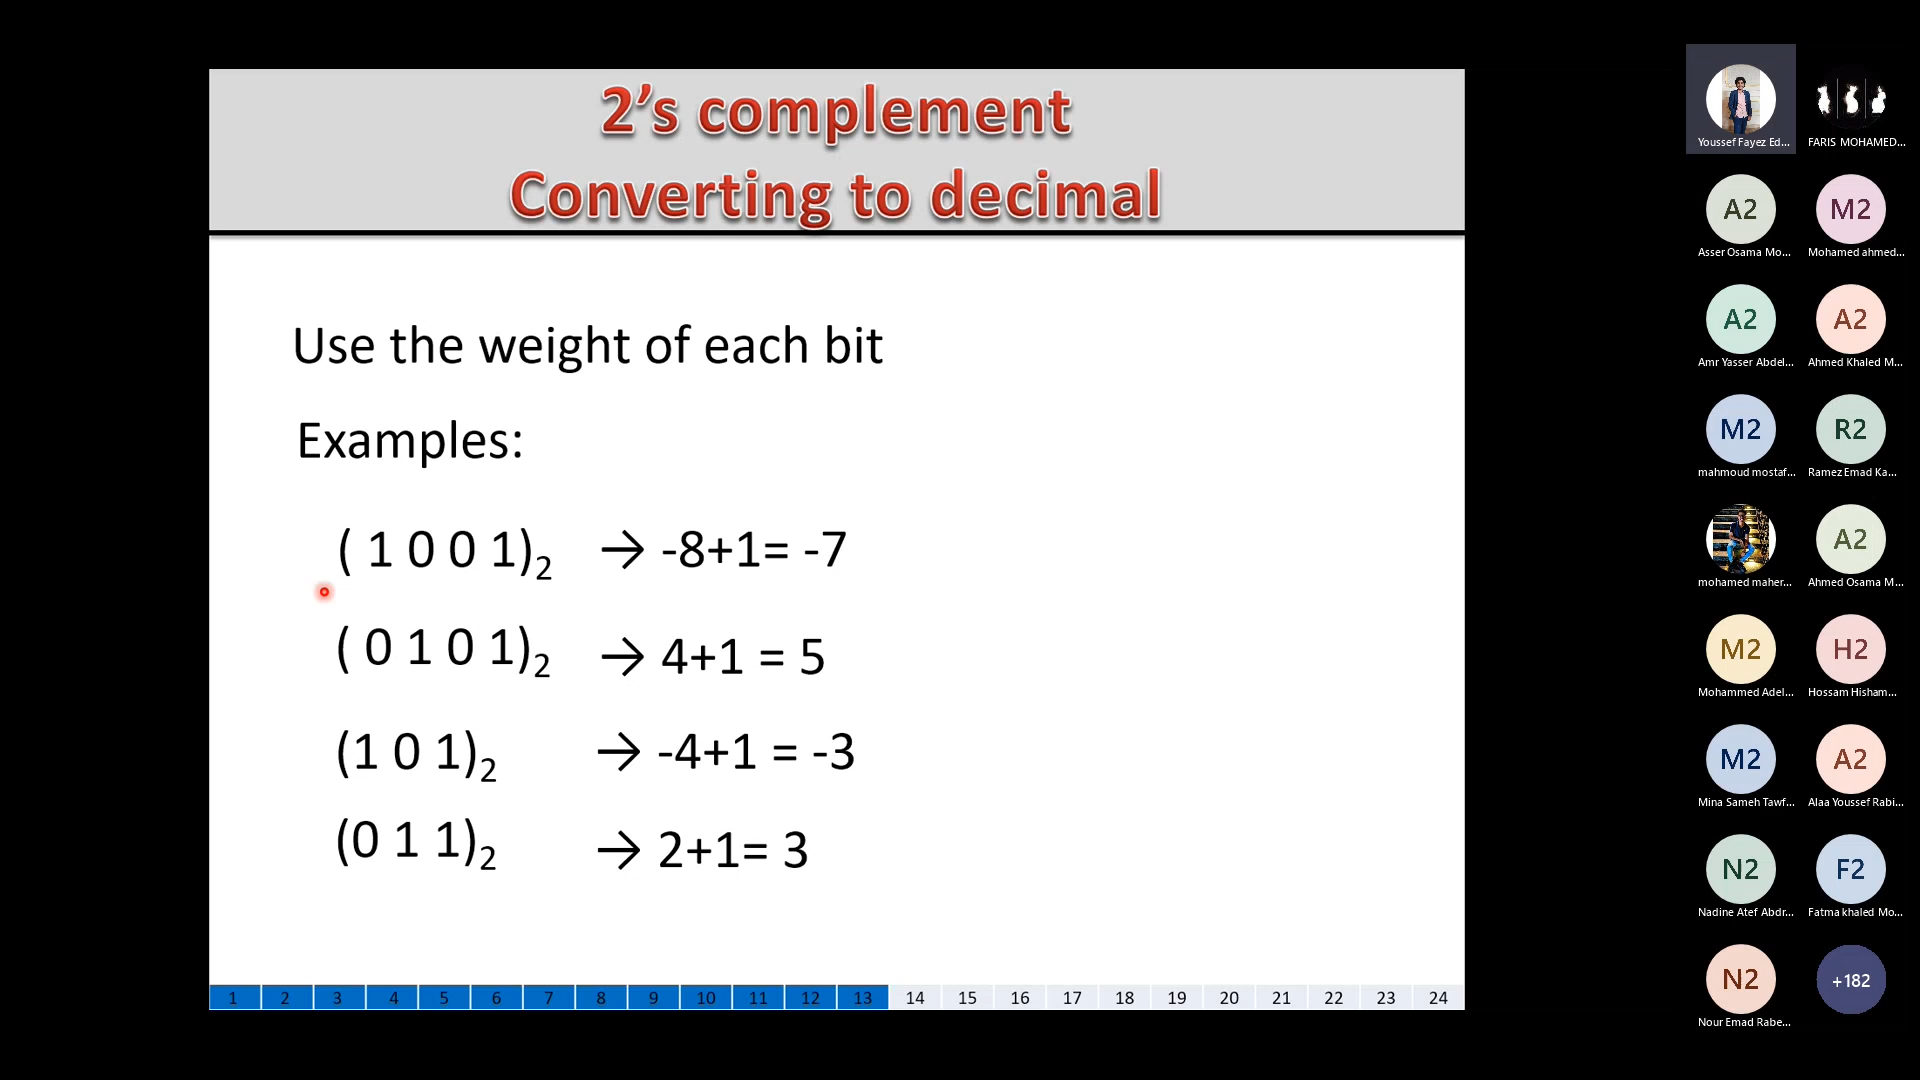 2’s complement
Converting to decimal
Use the weight of each bit
Examples:
( 1 0 0 1)2 → -8+1= -7
( 0 1 0 1)2 → 4+1 = 5
(1 0 1)2 → -4+1 = -3
(0 1 1)2 → 2+1= 3
1 2 3 4 5 6 7 8 9 10 11 12 13 14 15 16 17 18 19 20 21 22 23 24
Youssef Fayez Ed... FARIS MOHAMED...
A2 M2
Asser Osama Mo... Mohamed ahmed...
A2 A2
Amr Yasser Abdel... Ahmed Khaled M...
M2 R2
mahmoud mostaf... Ramez Emad Ka...
A2
mohamed maher... Ahmed Osama M...
M2 H2
Mohammed Adel... Hossam Hisham...
M2 A2
Mina Sameh Tawf... Alaa Youssef Rabi...
N2 F2
Nadine Atef Abdr... Fatma khaled Mo...
N2 +182
Nour Emad Rabe...